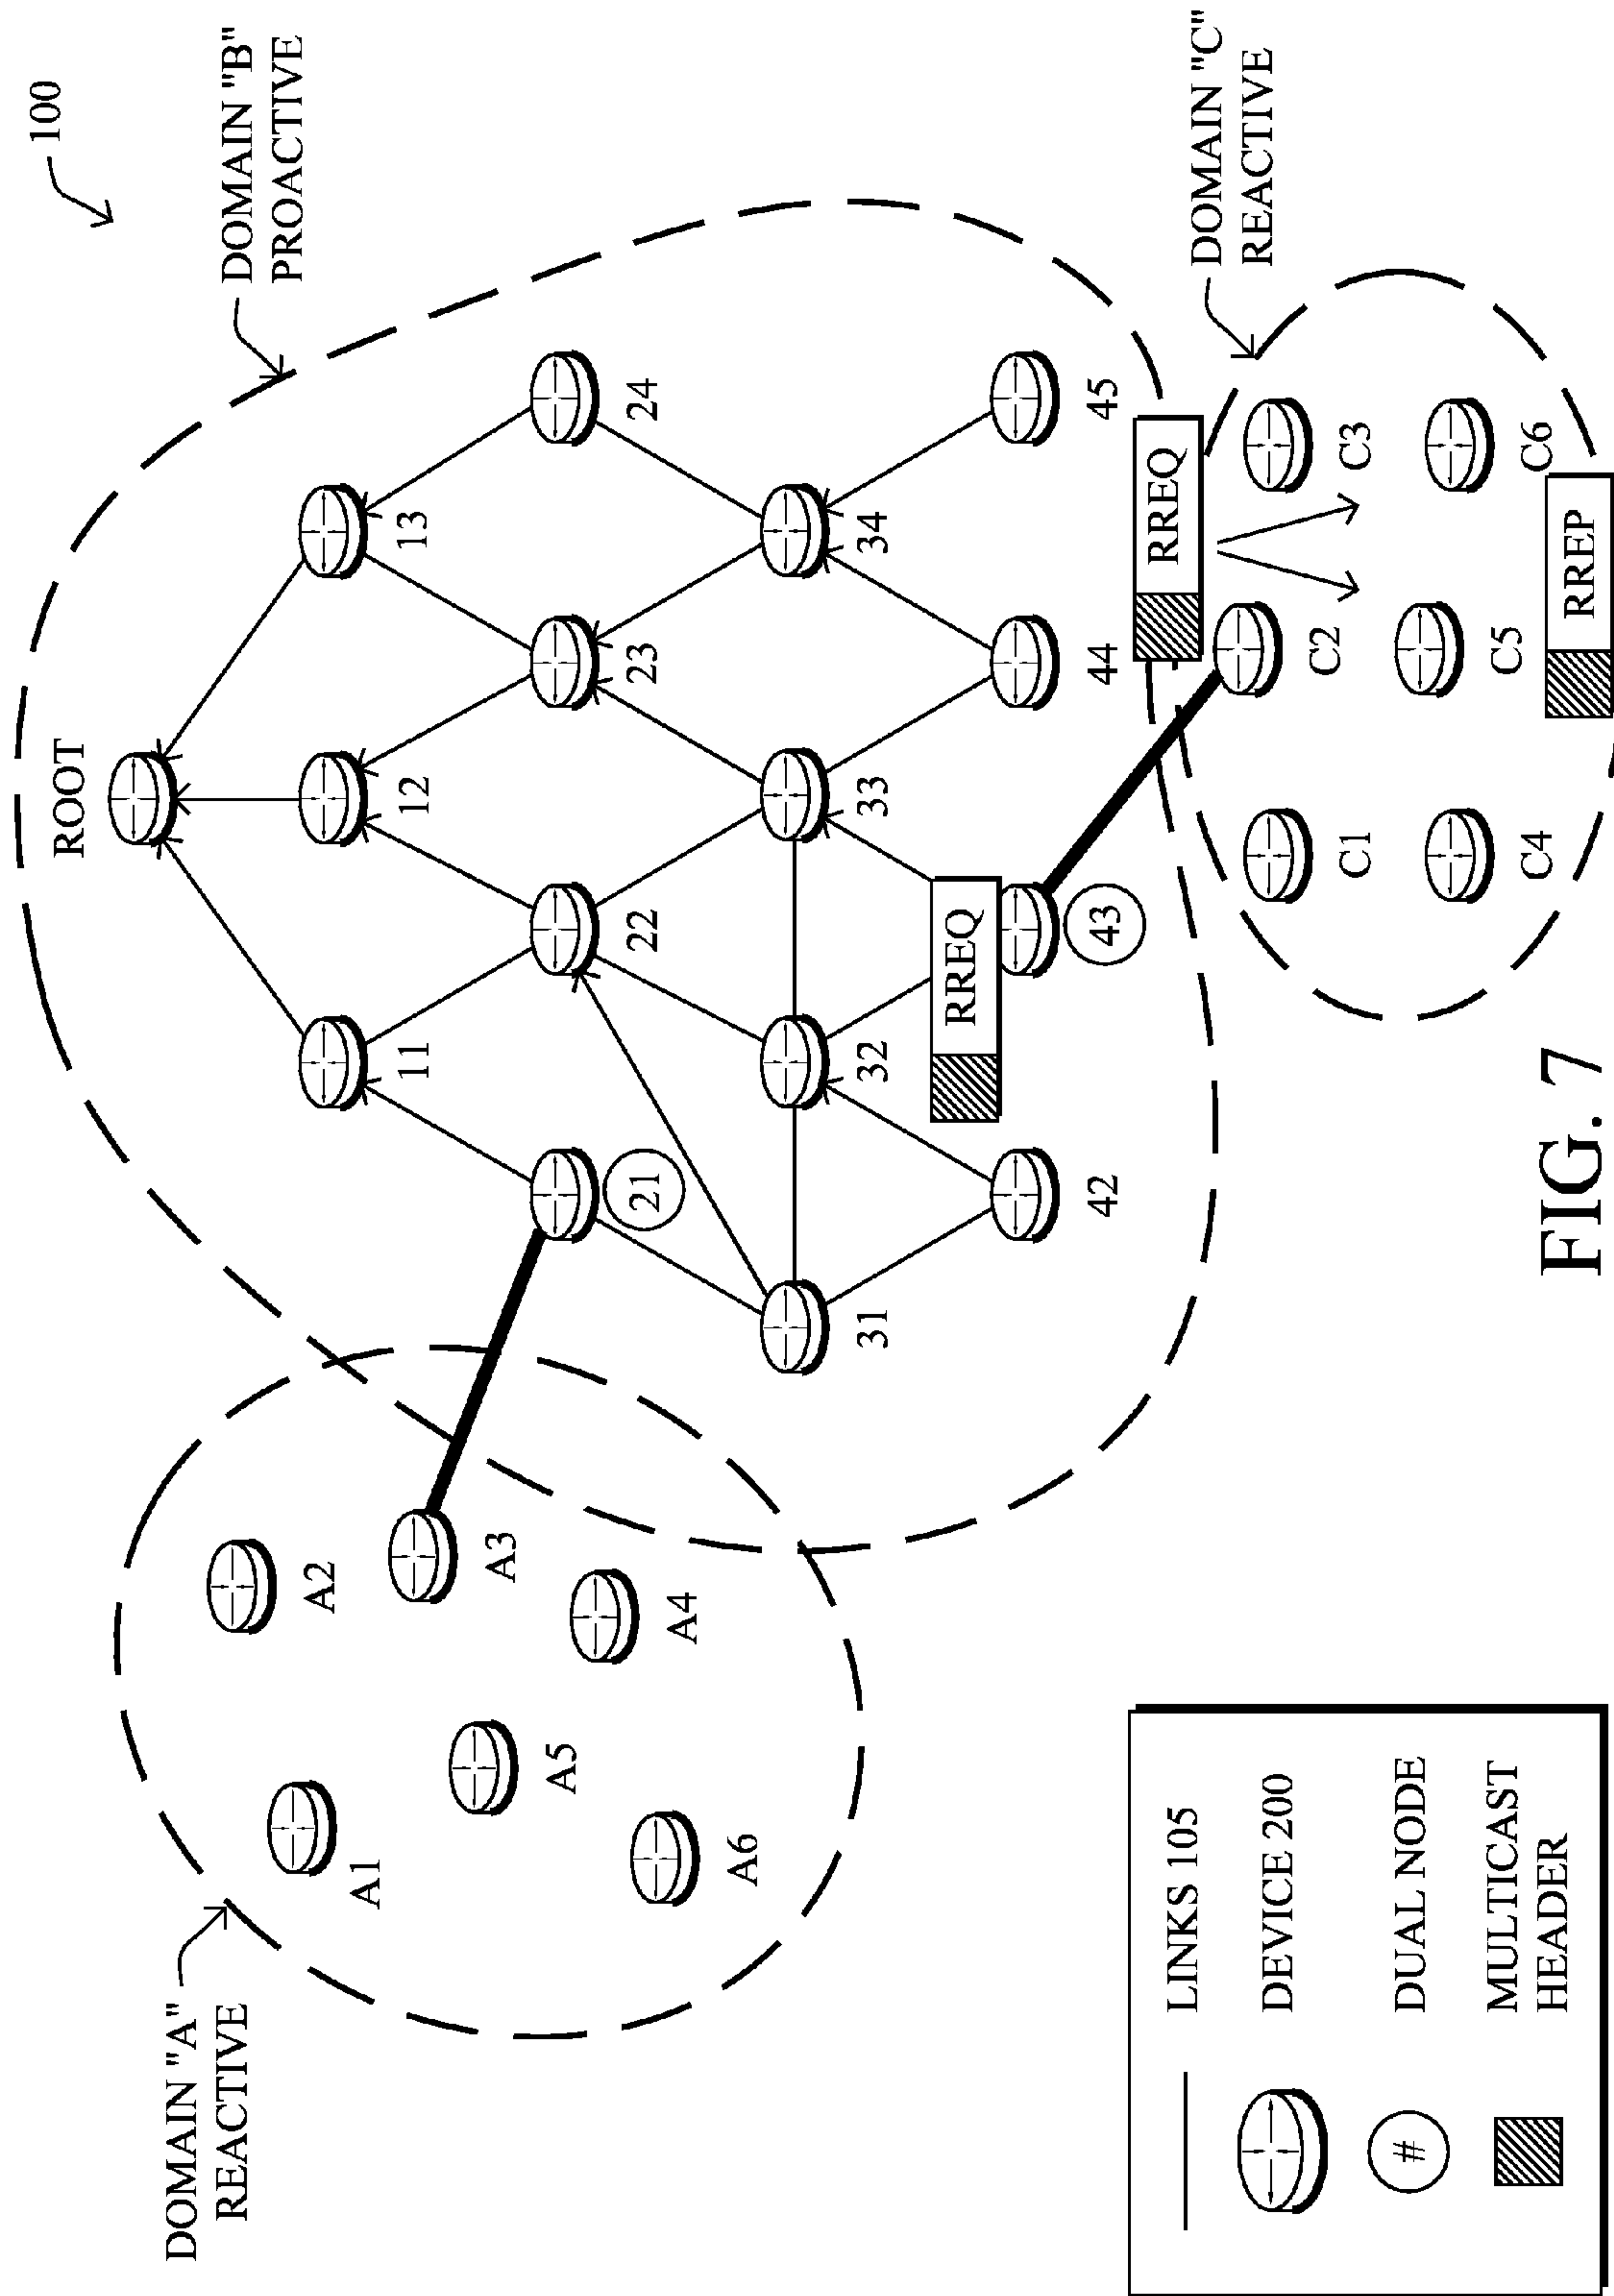 100
DOMAIN "B"
PROACTIVE
ROOT
DOMAIN "A"
REACTIVE
A2
A1
A3
A5
A4
A6
11
12
13
21
22
23
24
31
32
33
34
RREQ
42
43
44
45
RREQ
DOMAIN "C"
REACTIVE
C1
C2
C3
C4
C5
C6
RREP
LINKS 105
DEVICE 200
# DUAL NODE
MULTICAST
HEADER
FIG. 7